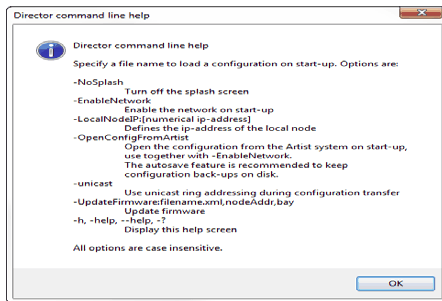 Director command line help
Director command line help
Specify a file name to load a configuration on start-up. Options are:
-NoSplash
Turn off the splash screen
-EnableNetwork
Enable the network on start-up
-LocalNodeIP:[numerical ip-address]
Defines the ip-address of the local node
-OpenConfigFromArtist
Open the configuration from the Artist system on start-up,
use together with -EnableNetwork.
The autosave feature is recommended to keep
configuration back-ups on disk.
-unicast
Use unicast ring addressing during configuration transfer
-UpdateFirmware:filename.xml,nodeAddr,bay
Update firmware
-h, -help, --help, -?
Display this help screen
All options are case insensitive.
OK